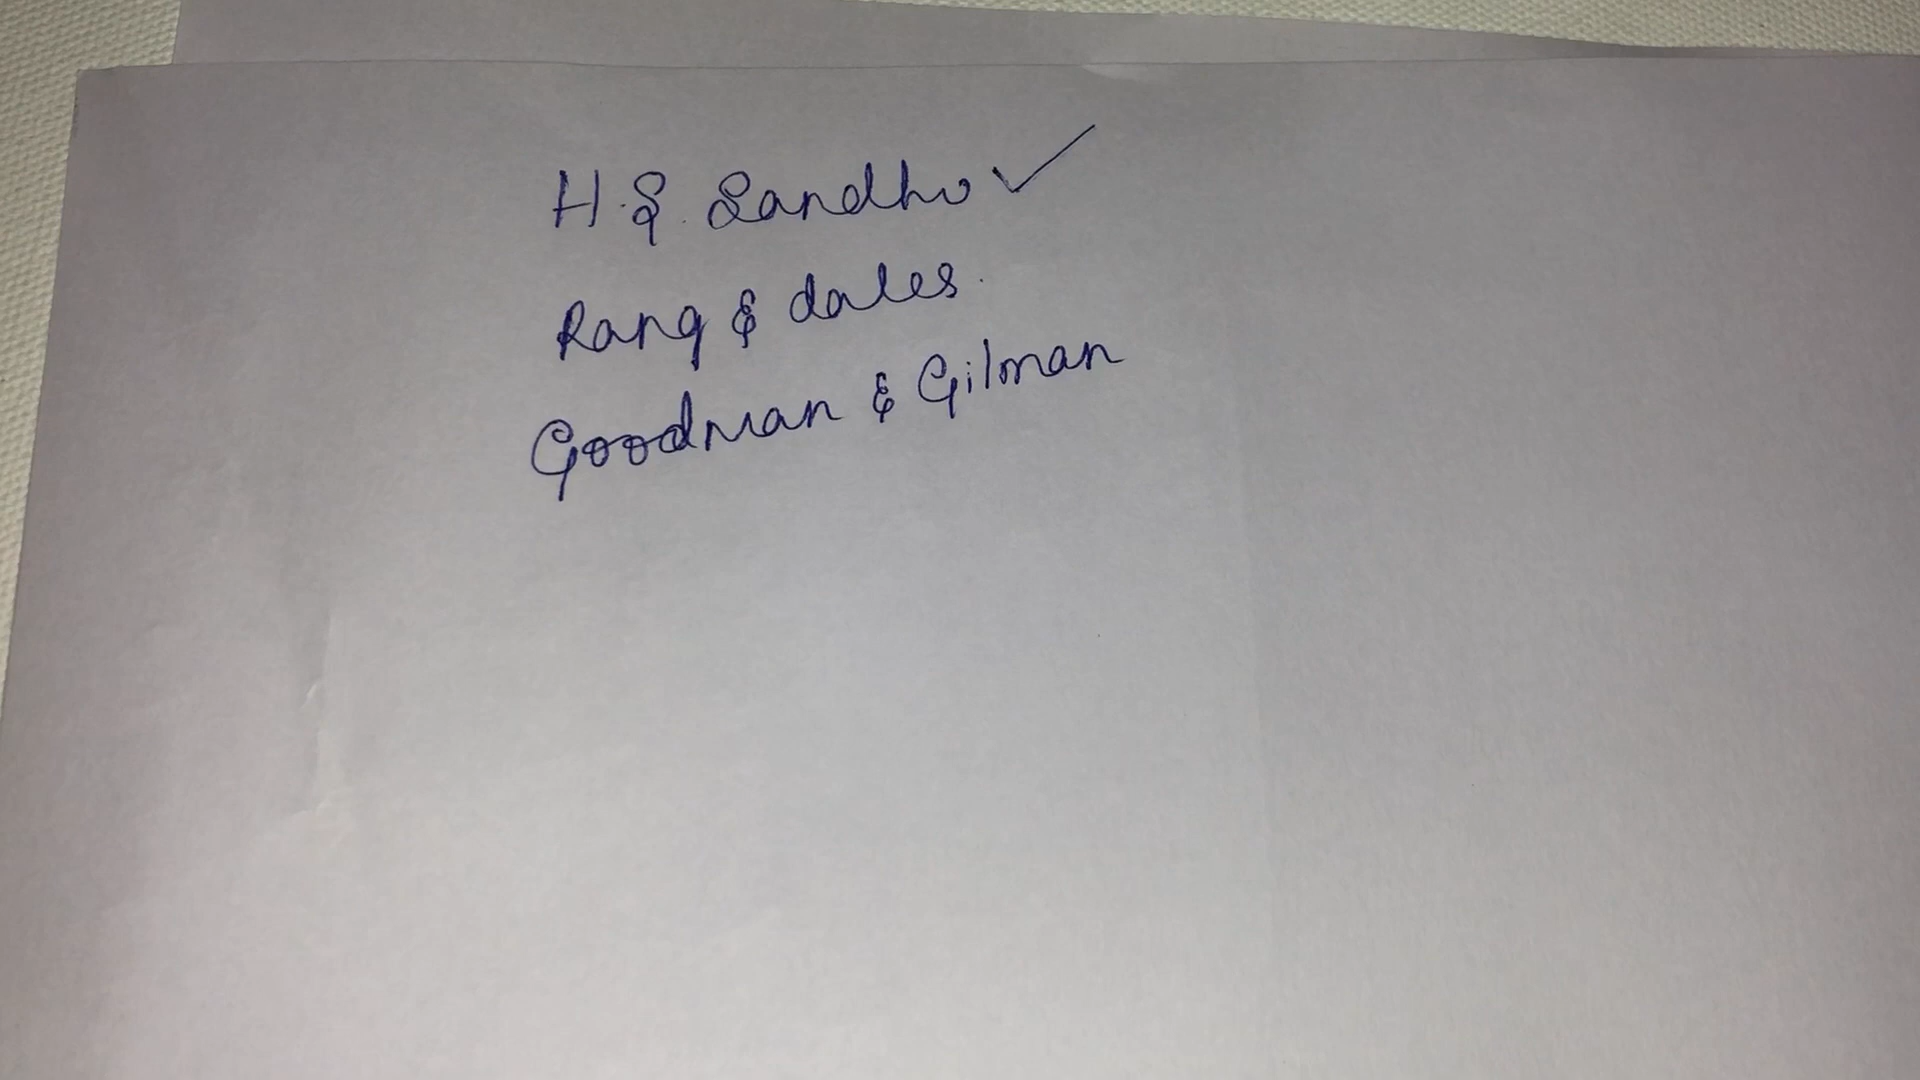 H.S. Sandhu ✓
Rang & dales.
Goodman & Gilman